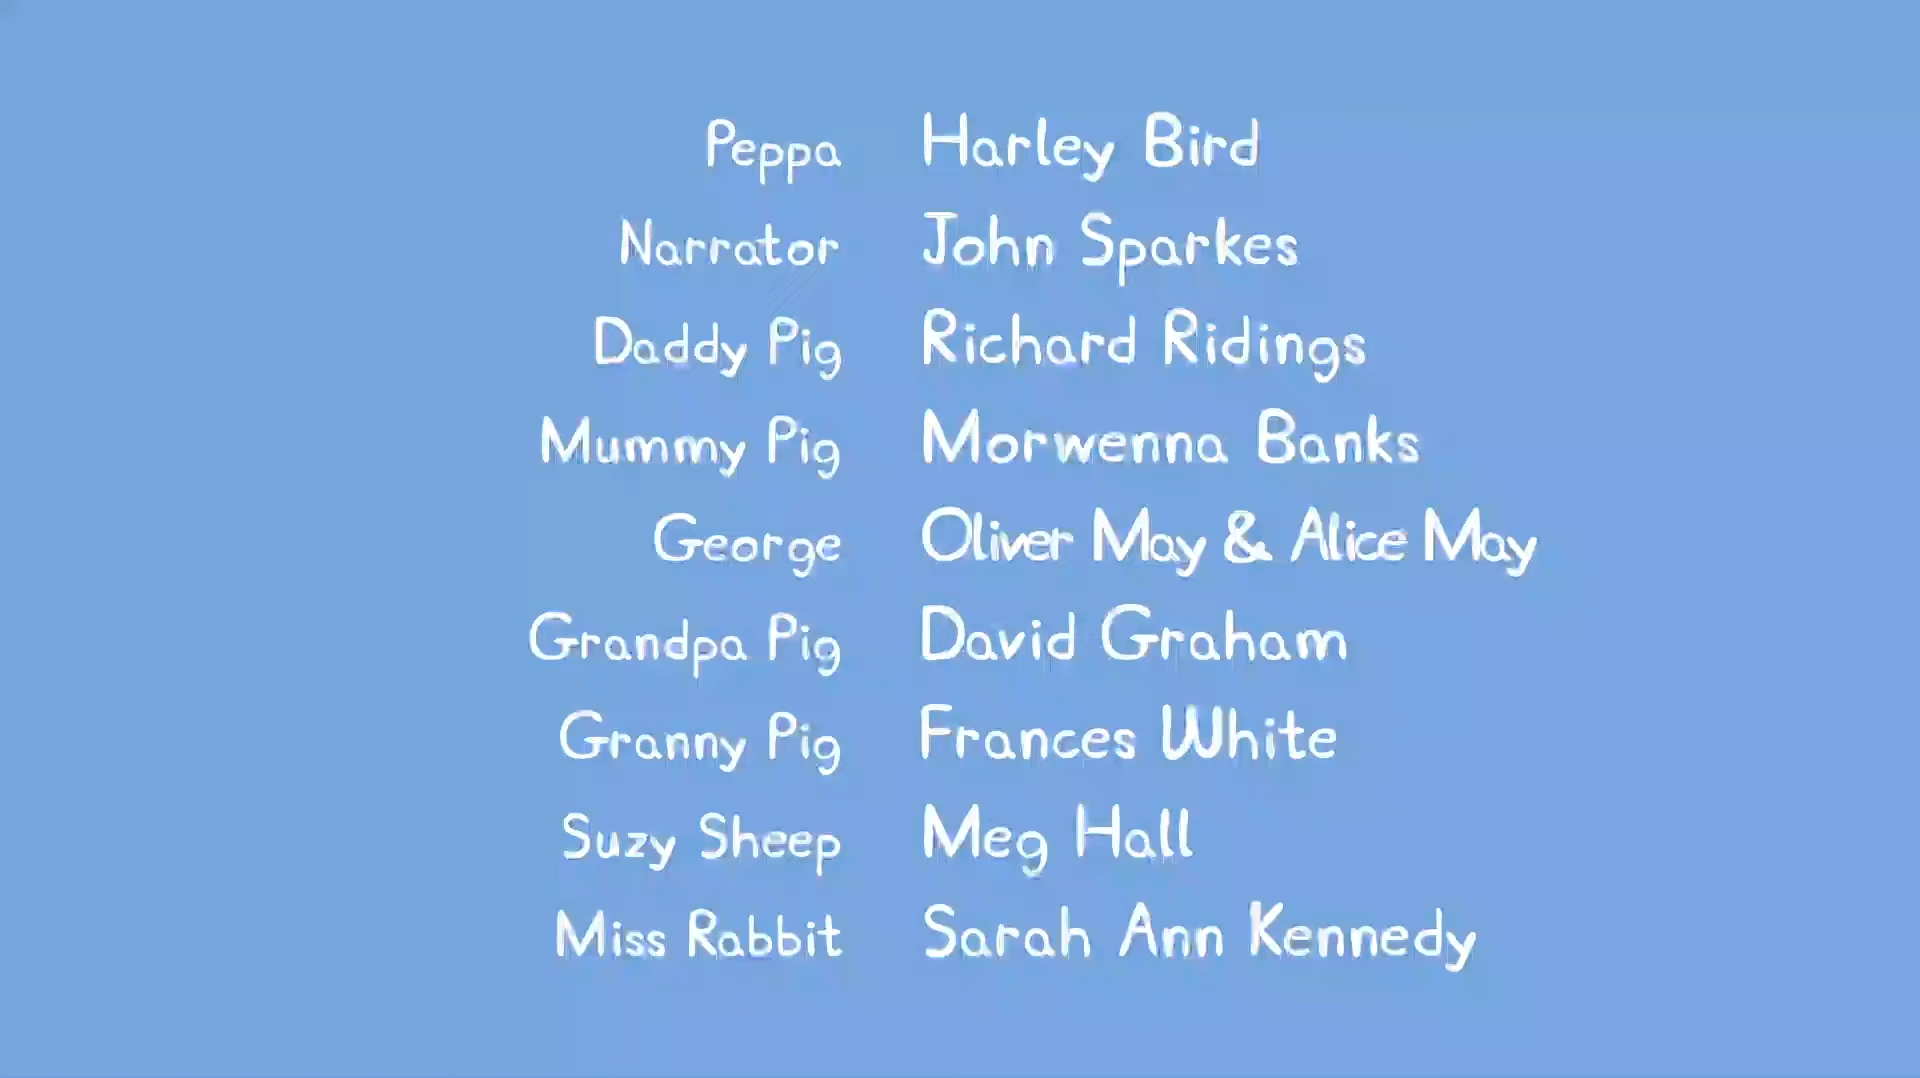 Peppa Harley Bird
Narrator John Sparkes
Daddy Pig Richard Ridings
Mummy Pig Morwenna Banks
George Oliver May & Alice May
Grandpa Pig David Graham
Granny Pig Frances White
Suzy Sheep Meg Hall
Miss Rabbit Sarah Ann Kennedy